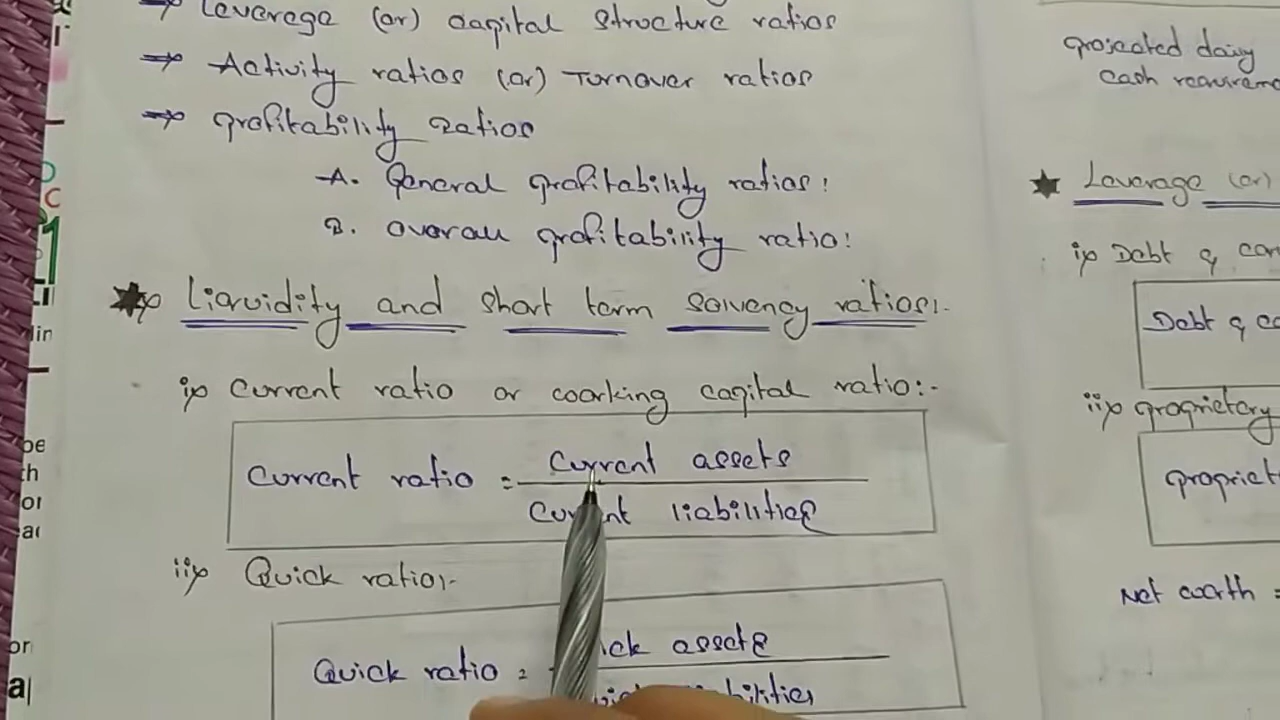 Leverage (or) capital structure ratios
Activity ratios (or) Turnover ratios
profitability Ratios
A. General profitability ratios:
B. overall profitability ratio:
Liquidity and short term solvency ratios:-
i) Current ratio or working capital ratio:-
Current ratio = Current assets
Current liabilities
ii) Quick ratio:-
Quick ratio = assets
projected daily
cash
Leverage (or)
i) Debt &
Debt &
ii) proprietary
Net worth =